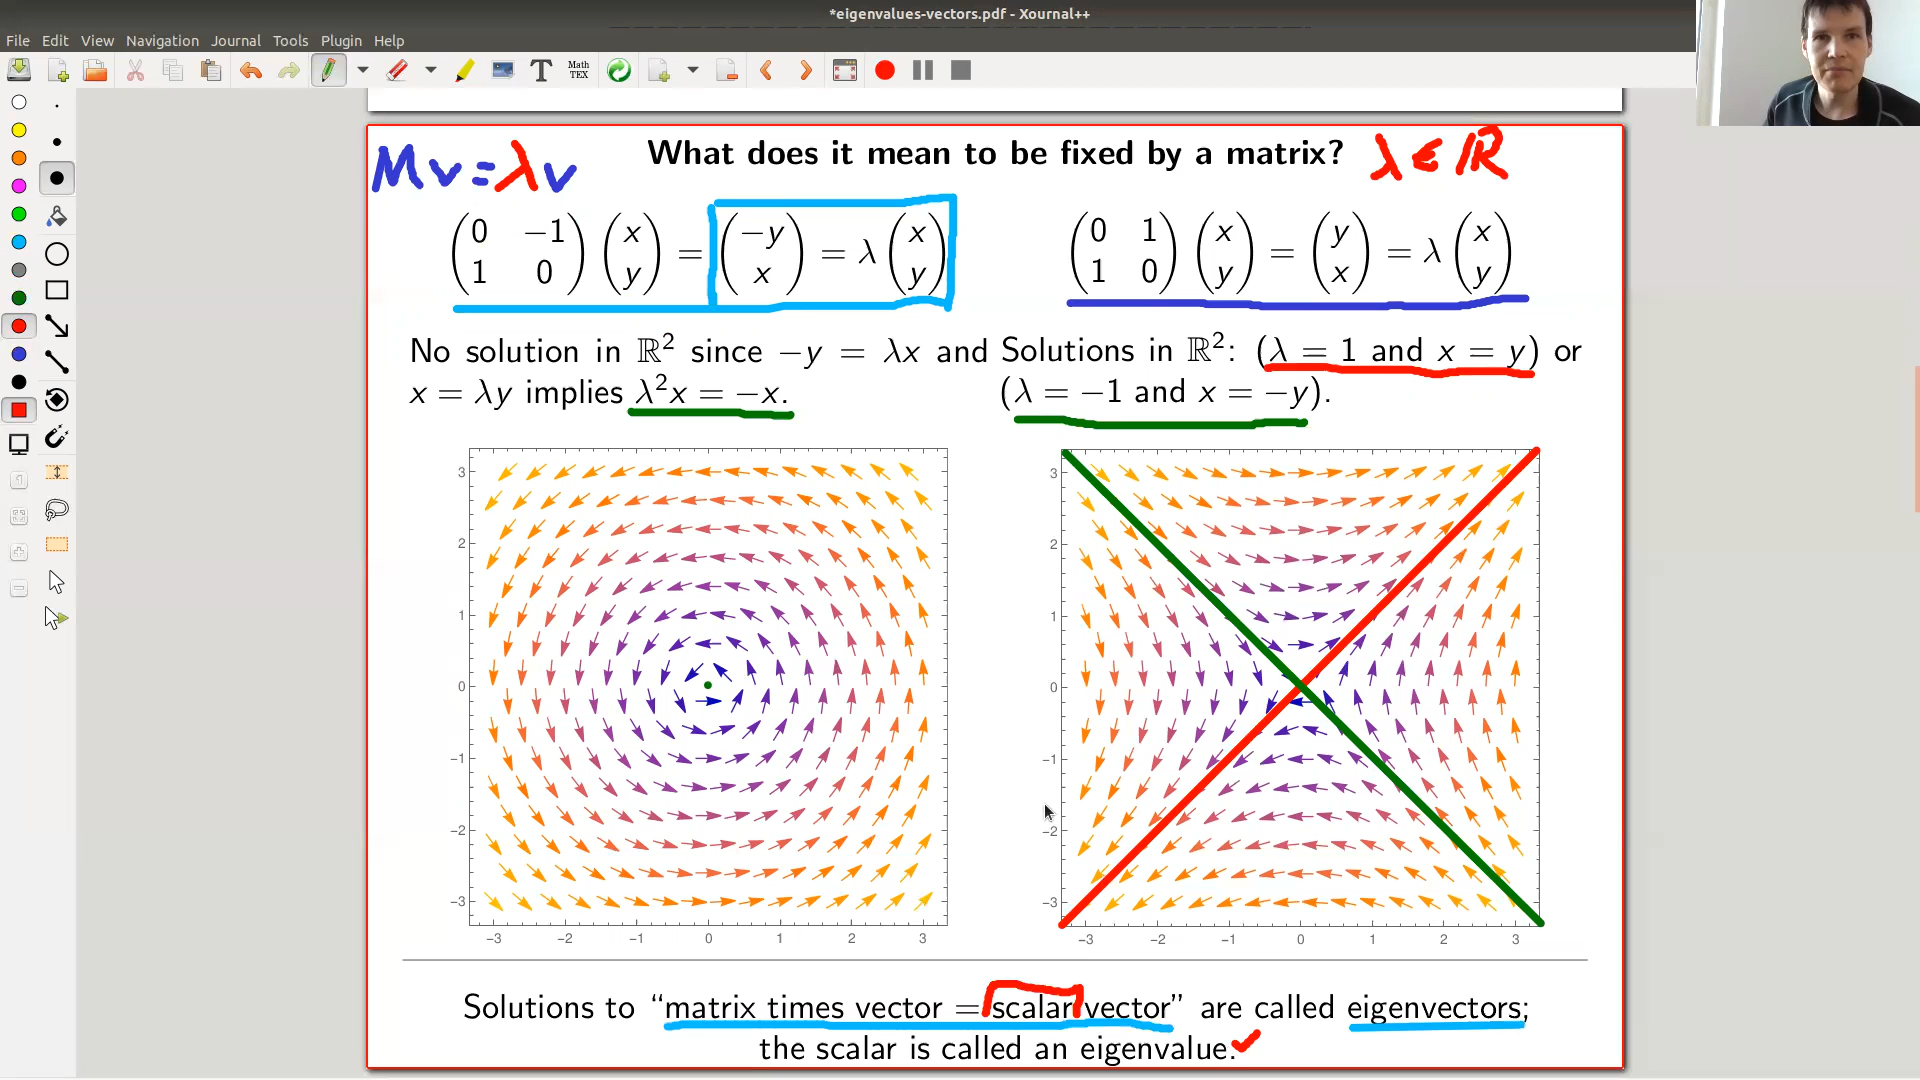 *eigenvalues-vectors.pdf - Xournal++
File Edit View Navigation Journal Tools Plugin Help
Math TEX
Mv = λv
What does it mean to be fixed by a matrix?
λ ∈ ℝ
(0 −1; 1 0) (x; y) = (−y; x) = λ (x; y)
(0 1; 1 0) (x; y) = (y; x) = λ (x; y)
No solution in ℝ² since −y = λx and
x = λy implies λ²x = −x.
Solutions in ℝ²: (λ = 1 and x = y) or
(λ = −1 and x = −y).
3
2
1
0
−1
−2
−3
−3 −2 −1 0 1 2 3
3
2
1
0
−1
−2
−3
−3 −2 −1 0 1 2 3
Solutions to “matrix times vector = scalar vector” are called eigenvectors;
the scalar is called an eigenvalue.